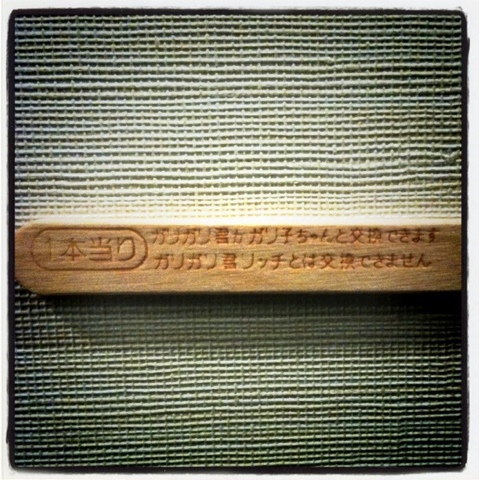 1本当り
ガリガリ君かガリ子ちゃんと交換できます
ガリガリ君リッチとは交換できません